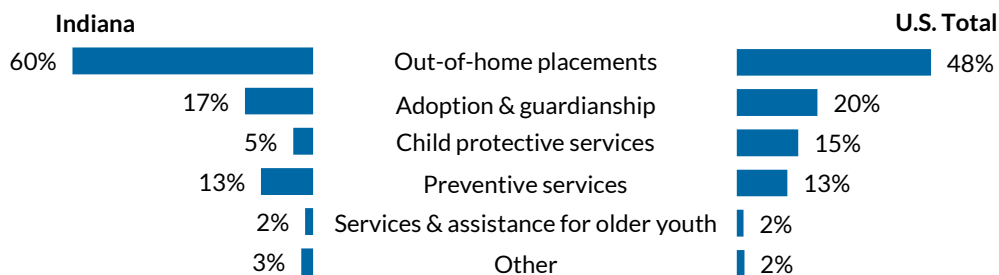 Indiana U.S. Total
60% Out-of-home placements 48%
17% Adoption & guardianship 20%
5% Child protective services 15%
13% Preventive services 13%
2% Services & assistance for older youth 2%
3% Other 2%